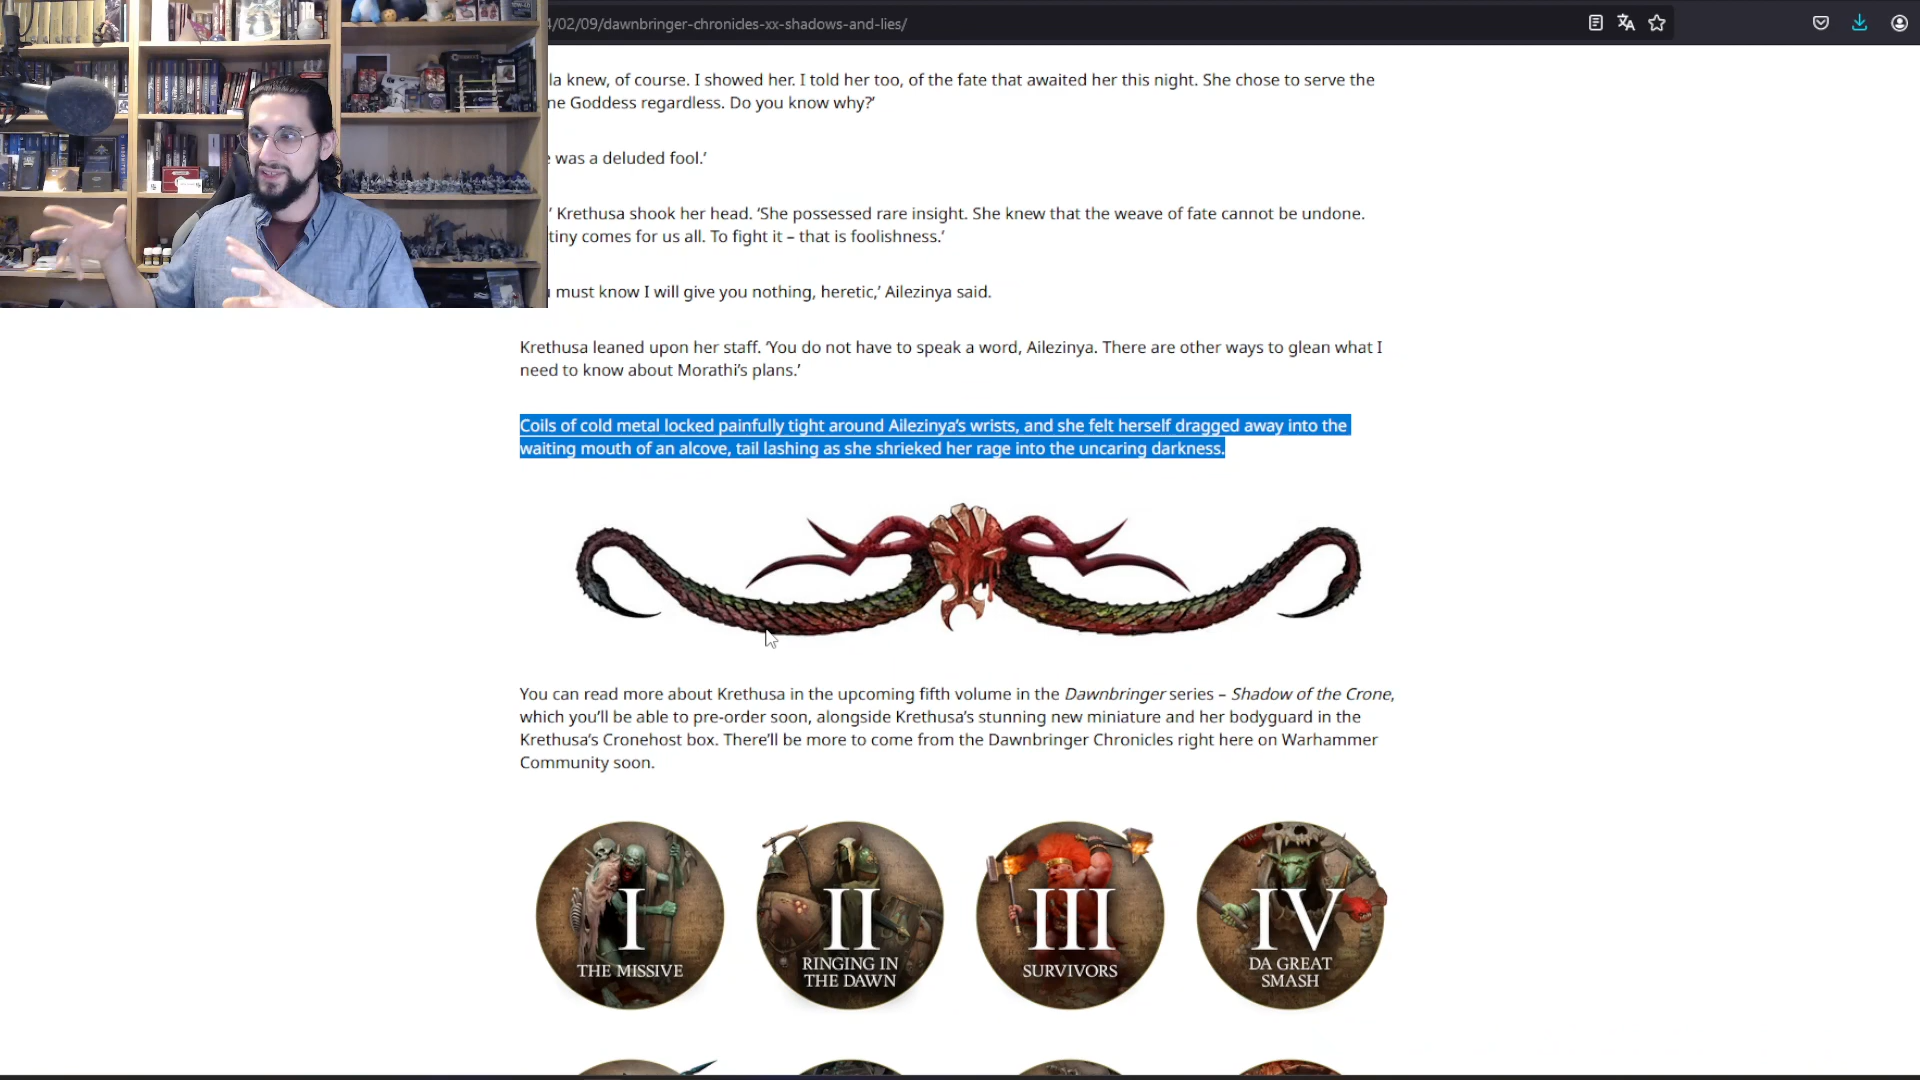 4/02/09/dawnbringer-chronicles-xx-shadows-and-lies/
la knew, of course. I showed her. I told her too, of the fate that awaited her this night. She chose to serve the
ne Goddess regardless. Do you know why?’
e was a deluded fool.’
’ Krethusa shook her head. ‘She possessed rare insight. She knew that the weave of fate cannot be undone.
tiny comes for us all. To fight it – that is foolishness.’
must know I will give you nothing, heretic,’ Ailezinya said.
Krethusa leaned upon her staff. ‘You do not have to speak a word, Ailezinya. There are other ways to glean what I
need to know about Morathi’s plans.’
Coils of cold metal locked painfully tight around Ailezinya’s wrists, and she felt herself dragged away into the
waiting mouth of an alcove, tail lashing as she shrieked her rage into the uncaring darkness.
You can read more about Krethusa in the upcoming fifth volume in the Dawnbringer series – Shadow of the Crone,
which you’ll be able to pre-order soon, alongside Krethusa’s stunning new miniature and her bodyguard in the
Krethusa’s Cronehost box. There’ll be more to come from the Dawnbringer Chronicles right here on Warhammer
Community soon.
I
THE MISSIVE
II
RINGING IN
THE DAWN
III
SURVIVORS
IV
DA GREAT
SMASH